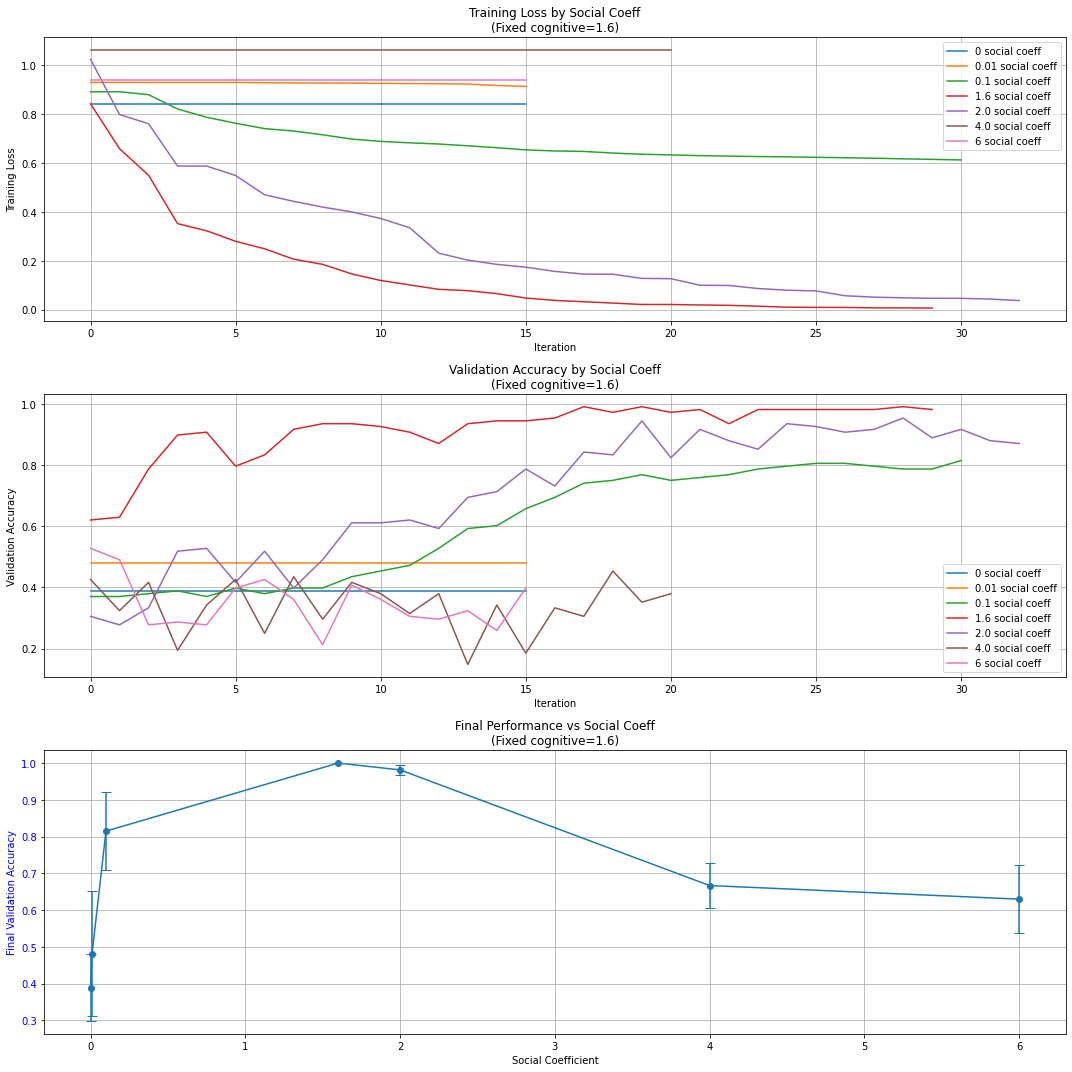 Training Loss by Social Coeff
(Fixed cognitive=1.6)
1.0
0.8
0.6
0.4
0.2
0.0
Training Loss
0 social coeff
0.01 social coeff
0.1 social coeff
1.6 social coeff
2.0 social coeff
4.0 social coeff
6 social coeff
0 5 10 15 20 25 30
Iteration
Validation Accuracy by Social Coeff
(Fixed cognitive=1.6)
1.0
0.8
0.6
0.4
0.2
Validation Accuracy
0 social coeff
0.01 social coeff
0.1 social coeff
1.6 social coeff
2.0 social coeff
4.0 social coeff
6 social coeff
0 5 10 15 20 25 30
Iteration
Final Performance vs Social Coeff
(Fixed cognitive=1.6)
1.0
0.9
0.8
0.7
0.6
0.5
0.4
0.3
Final Validation Accuracy
0 1 2 3 4 5 6
Social Coefficient